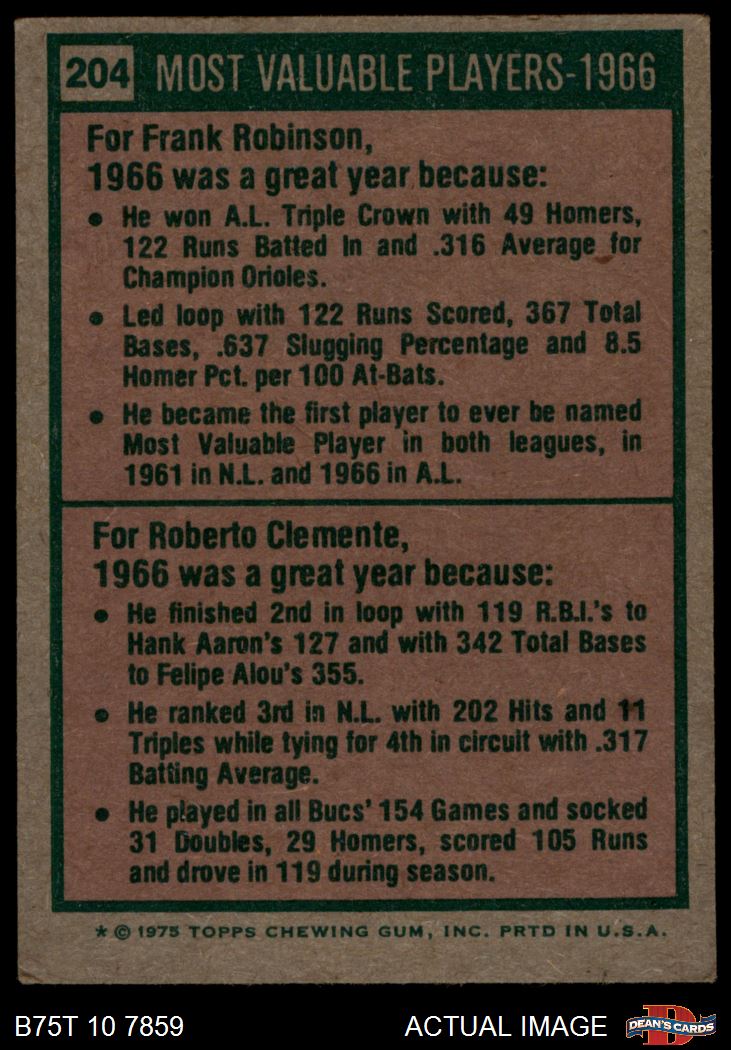 204 MOST VALUABLE PLAYERS-1966
For Frank Robinson,
1966 was a great year because:
• He won A.L. Triple Crown with 49 Homers,
122 Runs Batted In and .316 Average for
Champion Orioles.
• Led loop with 122 Runs Scored, 367 Total
Bases, .637 Slugging Percentage and 8.5
Homer Pct. per 100 At-Bats.
• He became the first player to ever be named
Most Valuable Player in both leagues, in
1961 in N.L. and 1966 in A.L.
For Roberto Clemente,
1966 was a great year because:
• He finished 2nd in loop with 119 R.B.I.'s to
Hank Aaron's 127 and with 342 Total Bases
to Felipe Alou's 355.
• He ranked 3rd in N.L. with 202 Hits and 11
Triples while tying for 4th in circuit with .317
Batting Average.
• He played in all Bucs' 154 Games and socked
31 Doubles, 29 Homers, scored 105 Runs
and drove in 119 during season.
* © 1975 TOPPS CHEWING GUM, INC. PRTD IN U.S.A.
B75T 10 7859 ACTUAL IMAGE D DEAN'S CARDS